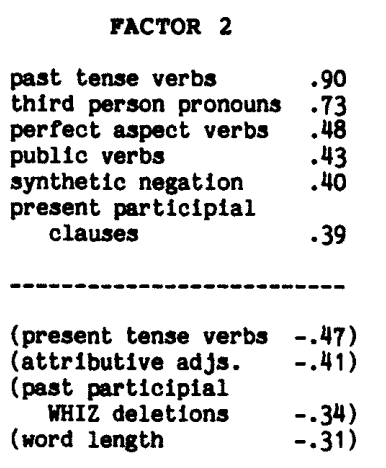 FACTOR 2
past tense verbs .90
third person pronouns .73
perfect aspect verbs .48
public verbs .43
synthetic negation .40
present participial
clauses .39
---------------------------
(present tense verbs -.47)
(attributive adjs. -.41)
(past participial
WHIZ deletions -.34)
(word length -.31)